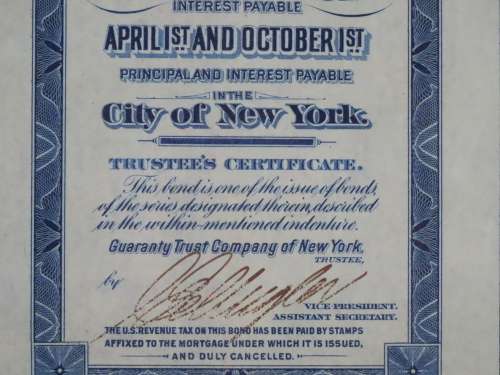 INTEREST PAYABLE
APRIL 1ST AND OCTOBER 1ST
PRINCIPAL AND INTEREST PAYABLE
IN THE
City of New York.
TRUSTEE'S CERTIFICATE.
This bond is one of the issue of bonds,
of the series designated therein, described
in the within-mentioned indenture.
Guaranty Trust Company of New York,
TRUSTEE,
by
VICE-PRESIDENT.
ASSISTANT SECRETARY.
THE U.S. REVENUE TAX ON THIS BOND HAS BEEN PAID BY STAMPS
AFFIXED TO THE MORTGAGE UNDER WHICH IT IS ISSUED,
AND DULY CANCELLED.